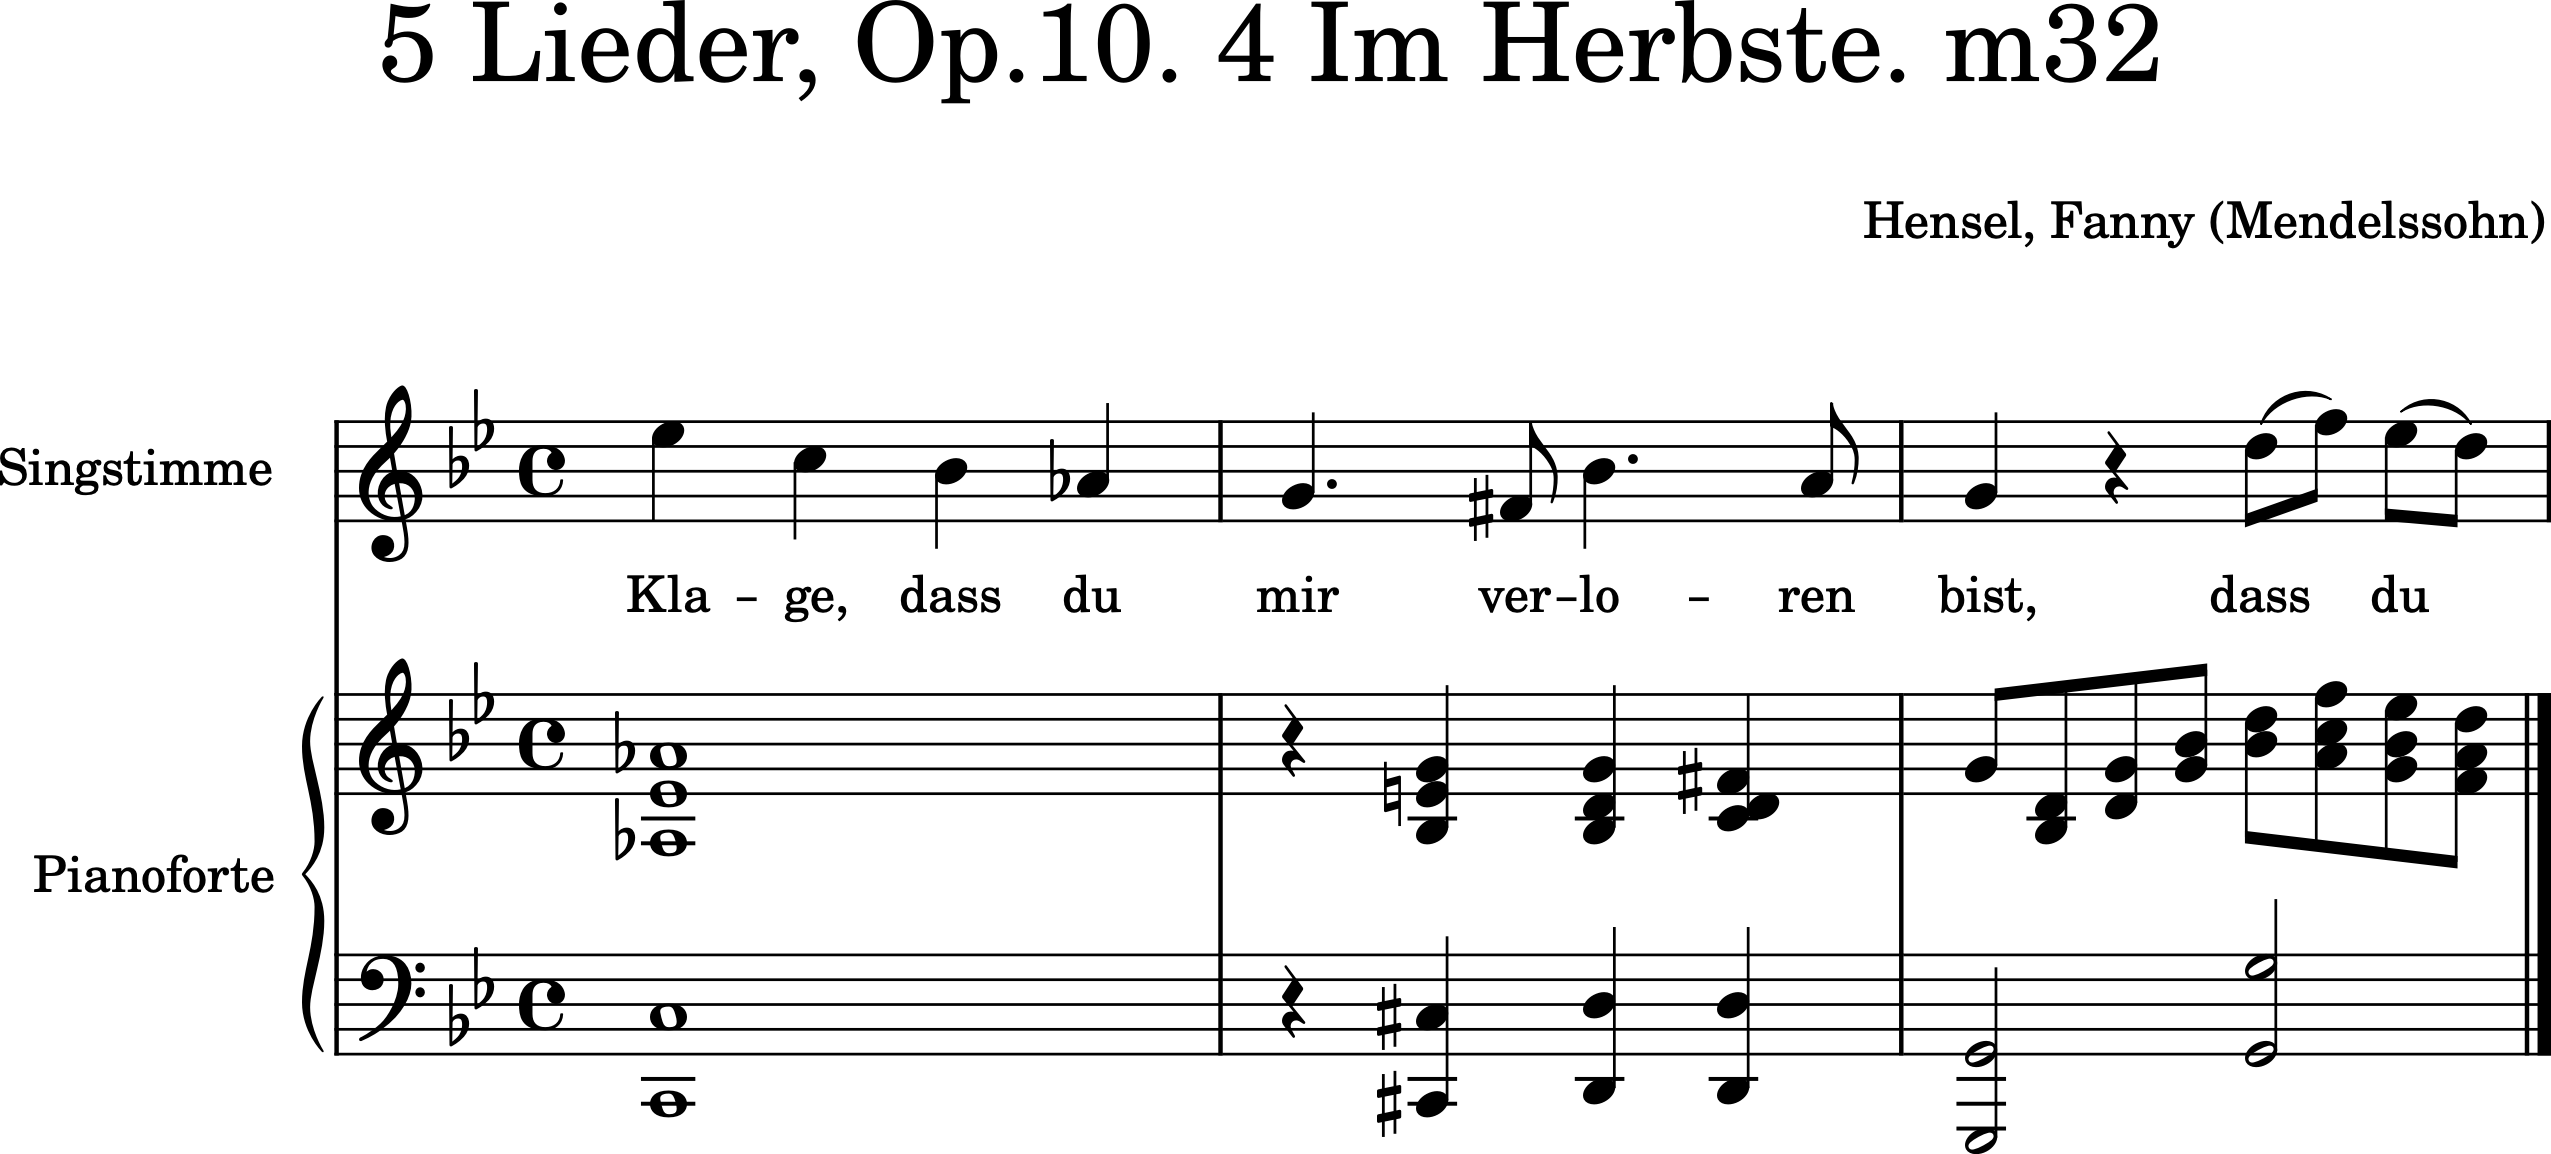 5 Lieder, Op.10. 4 Im Herbste. m32
Hensel, Fanny (Mendelssohn)
Singstimme
Kla - ge, dass du mir ver-lo - ren bist, dass du
Pianoforte